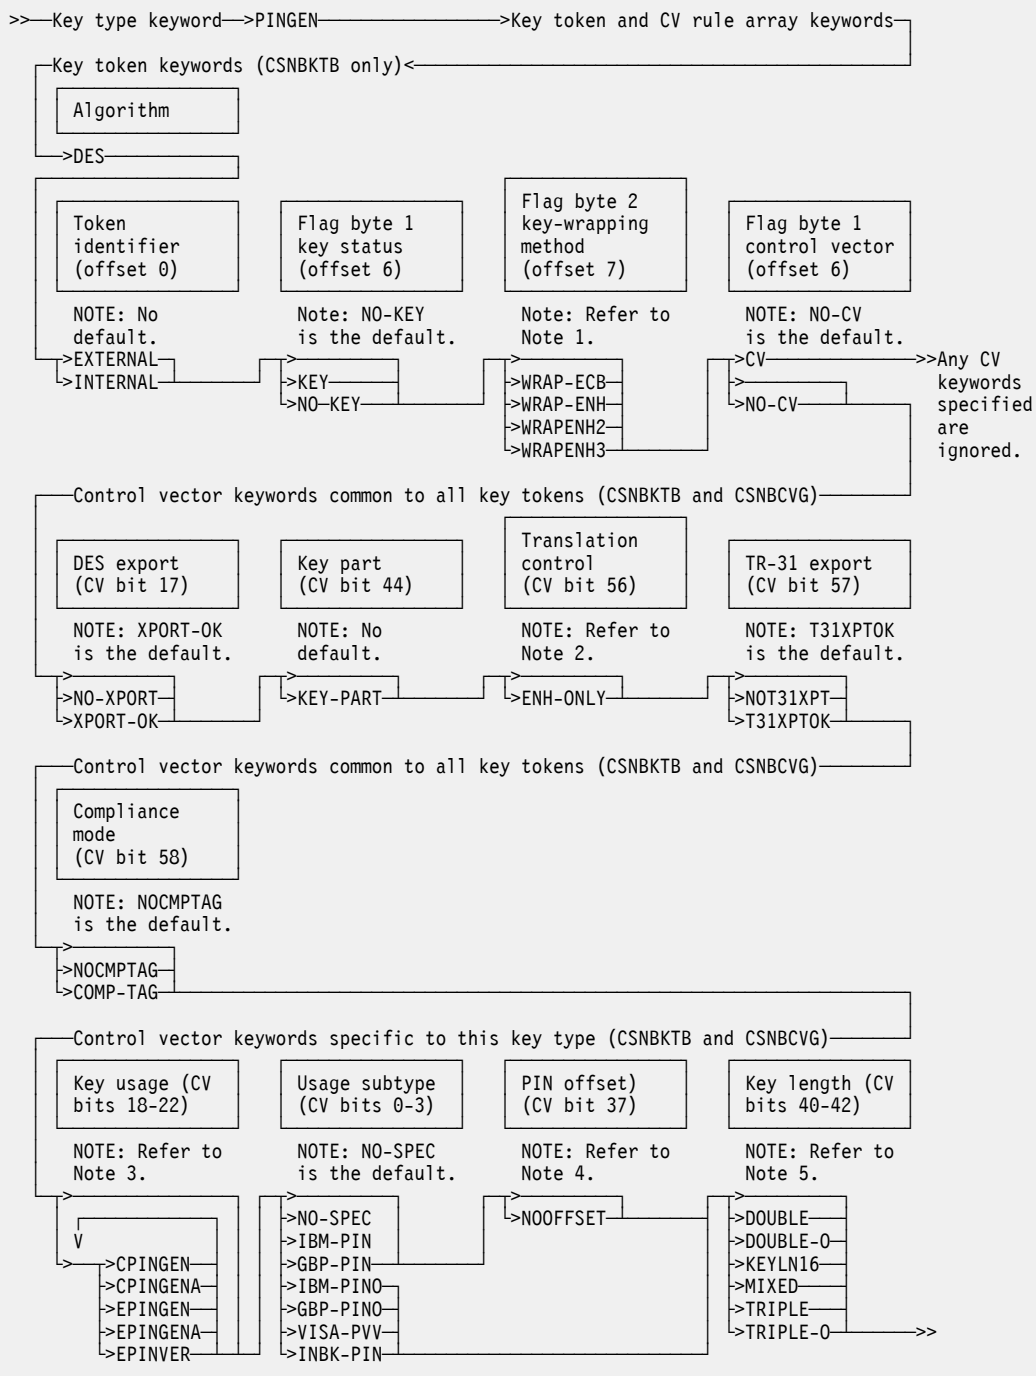 >>—Key type keyword—>PINGEN—>Key token and CV rule array keywords
Key token keywords (CSNBKTB only)<
Algorithm
>DES
Token identifier (offset 0)
Flag byte 1 key status (offset 6)
Flag byte 2 key-wrapping method (offset 7)
Flag byte 1 control vector (offset 6)
NOTE: No default.
Note: NO-KEY is the default.
Note: Refer to Note 1.
NOTE: NO-CV is the default.
>EXTERNAL
>INTERNAL
>
>KEY
>NO-KEY
>
>WRAP-ECB
>WRAP-ENH
>WRAPENH2
>WRAPENH3
>CV—>>Any CV keywords specified are ignored.
>
>NO-CV
Control vector keywords common to all key tokens (CSNBKTB and CSNBCVG)
DES export (CV bit 17)
Key part (CV bit 44)
Translation control (CV bit 56)
TR-31 export (CV bit 57)
NOTE: XPORT-OK is the default.
NOTE: No default.
NOTE: Refer to Note 2.
NOTE: T31XPTOK is the default.
>
>NO-XPORT
>XPORT-OK
>
>KEY-PART
>
>ENH-ONLY
>
>NOT31XPT
>T31XPTOK
Control vector keywords common to all key tokens (CSNBKTB and CSNBCVG)
Compliance mode (CV bit 58)
NOTE: NOCMPTAG is the default.
>
>NOCMPTAG
>COMP-TAG
Control vector keywords specific to this key type (CSNBKTB and CSNBCVG)
Key usage (CV bits 18-22)
Usage subtype (CV bits 0-3)
PIN offset) (CV bit 37)
Key length (CV bits 40-42)
NOTE: Refer to Note 3.
NOTE: NO-SPEC is the default.
NOTE: Refer to Note 4.
NOTE: Refer to Note 5.
>
V
>
>CPINGEN
>CPINGENA
>EPINGEN
>EPINGENA
>EPINVER
>
>NO-SPEC
>IBM-PIN
>GBP-PIN
>IBM-PINO
>GBP-PINO
>VISA-PVV
>INBK-PIN
>
>NOOFFSET
>
>DOUBLE
>DOUBLE-O
>KEYLN16
>MIXED
>TRIPLE
>TRIPLE-O—>>